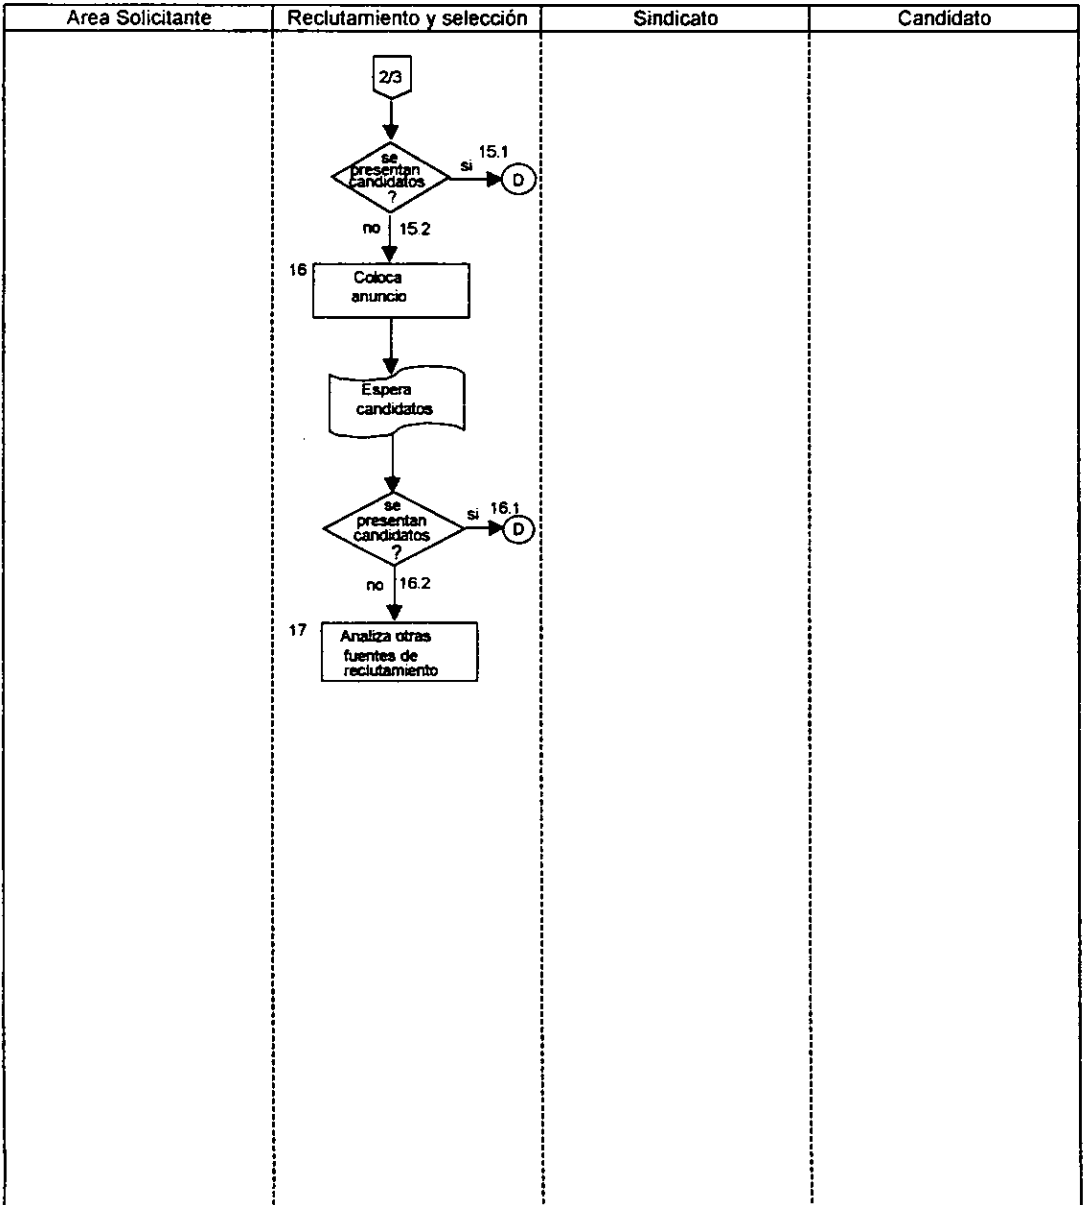 Area Solicitante
Reclutamiento y selección
Sindicato
Candidato
2/3
se
presentan
candidatos
?
si
15.1
D
no
15.2
16
Coloca
anuncio
Espera
candidatos
se
presentan
candidatos
?
si
16.1
D
no
16.2
17
Analiza otras
fuentes de
reclutamiento